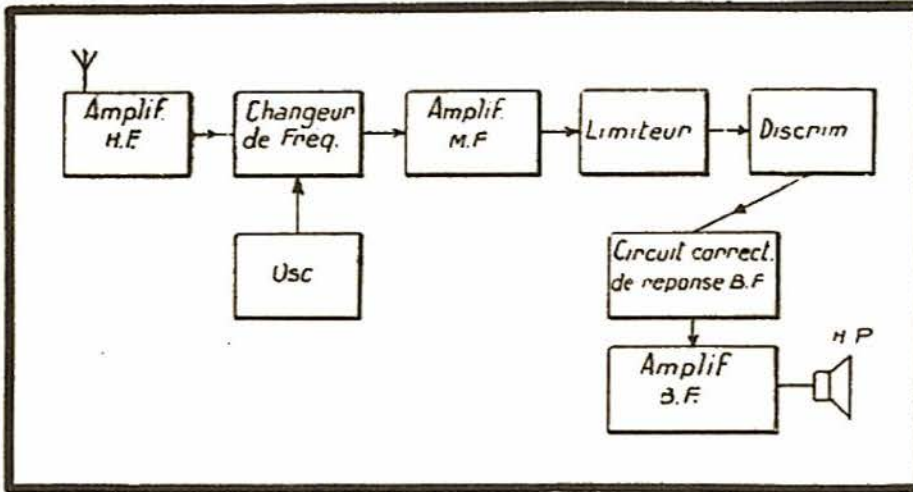 Amplif.
H.F.
Changeur
de Freq.
Amplif
M.F
Limiteur
Discrim
Osc
Circuit correct.
de reponse B.F
Amplif
B.F.
H P